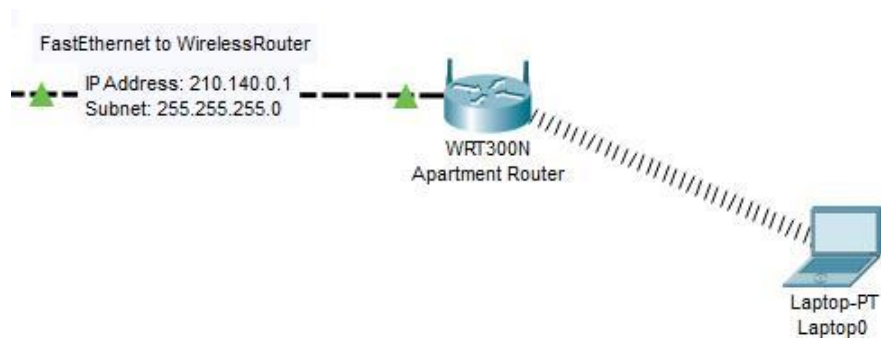 FastEthernet to WirelessRouter
IP Address: 210.140.0.1
Subnet: 255.255.255.0
WRT300N
Apartment Router
Laptop-PT
Laptop0